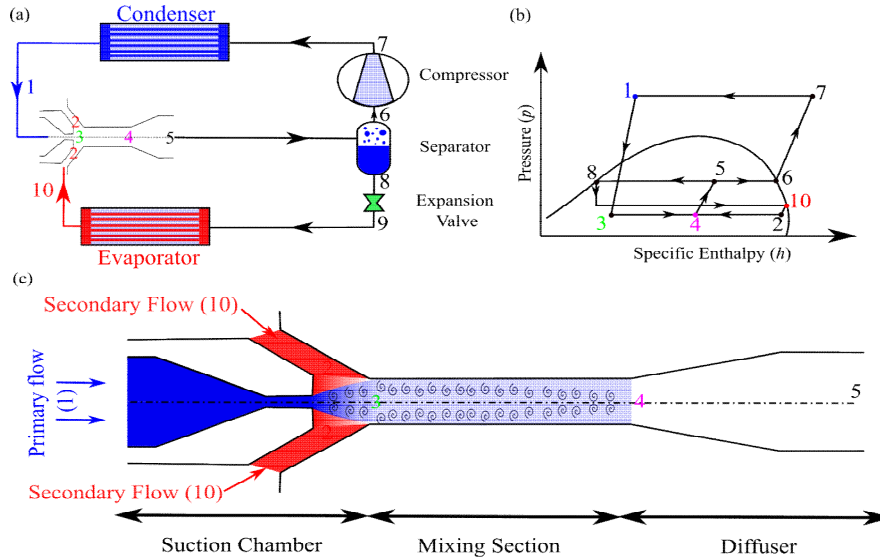 (a)
Condenser
7
Compressor
1
2
3
4
5
6
2
Separator
8
10
Expansion
Valve
9
Evaporator
(b)
Pressure (p)
1
7
8
5
6
10
3
4
2
Specific Enthalpy (h)
(c)
Secondary Flow (10)
Primary flow
(1)
3
4
5
2
Secondary Flow (10)
Suction Chamber
Mixing Section
Diffuser